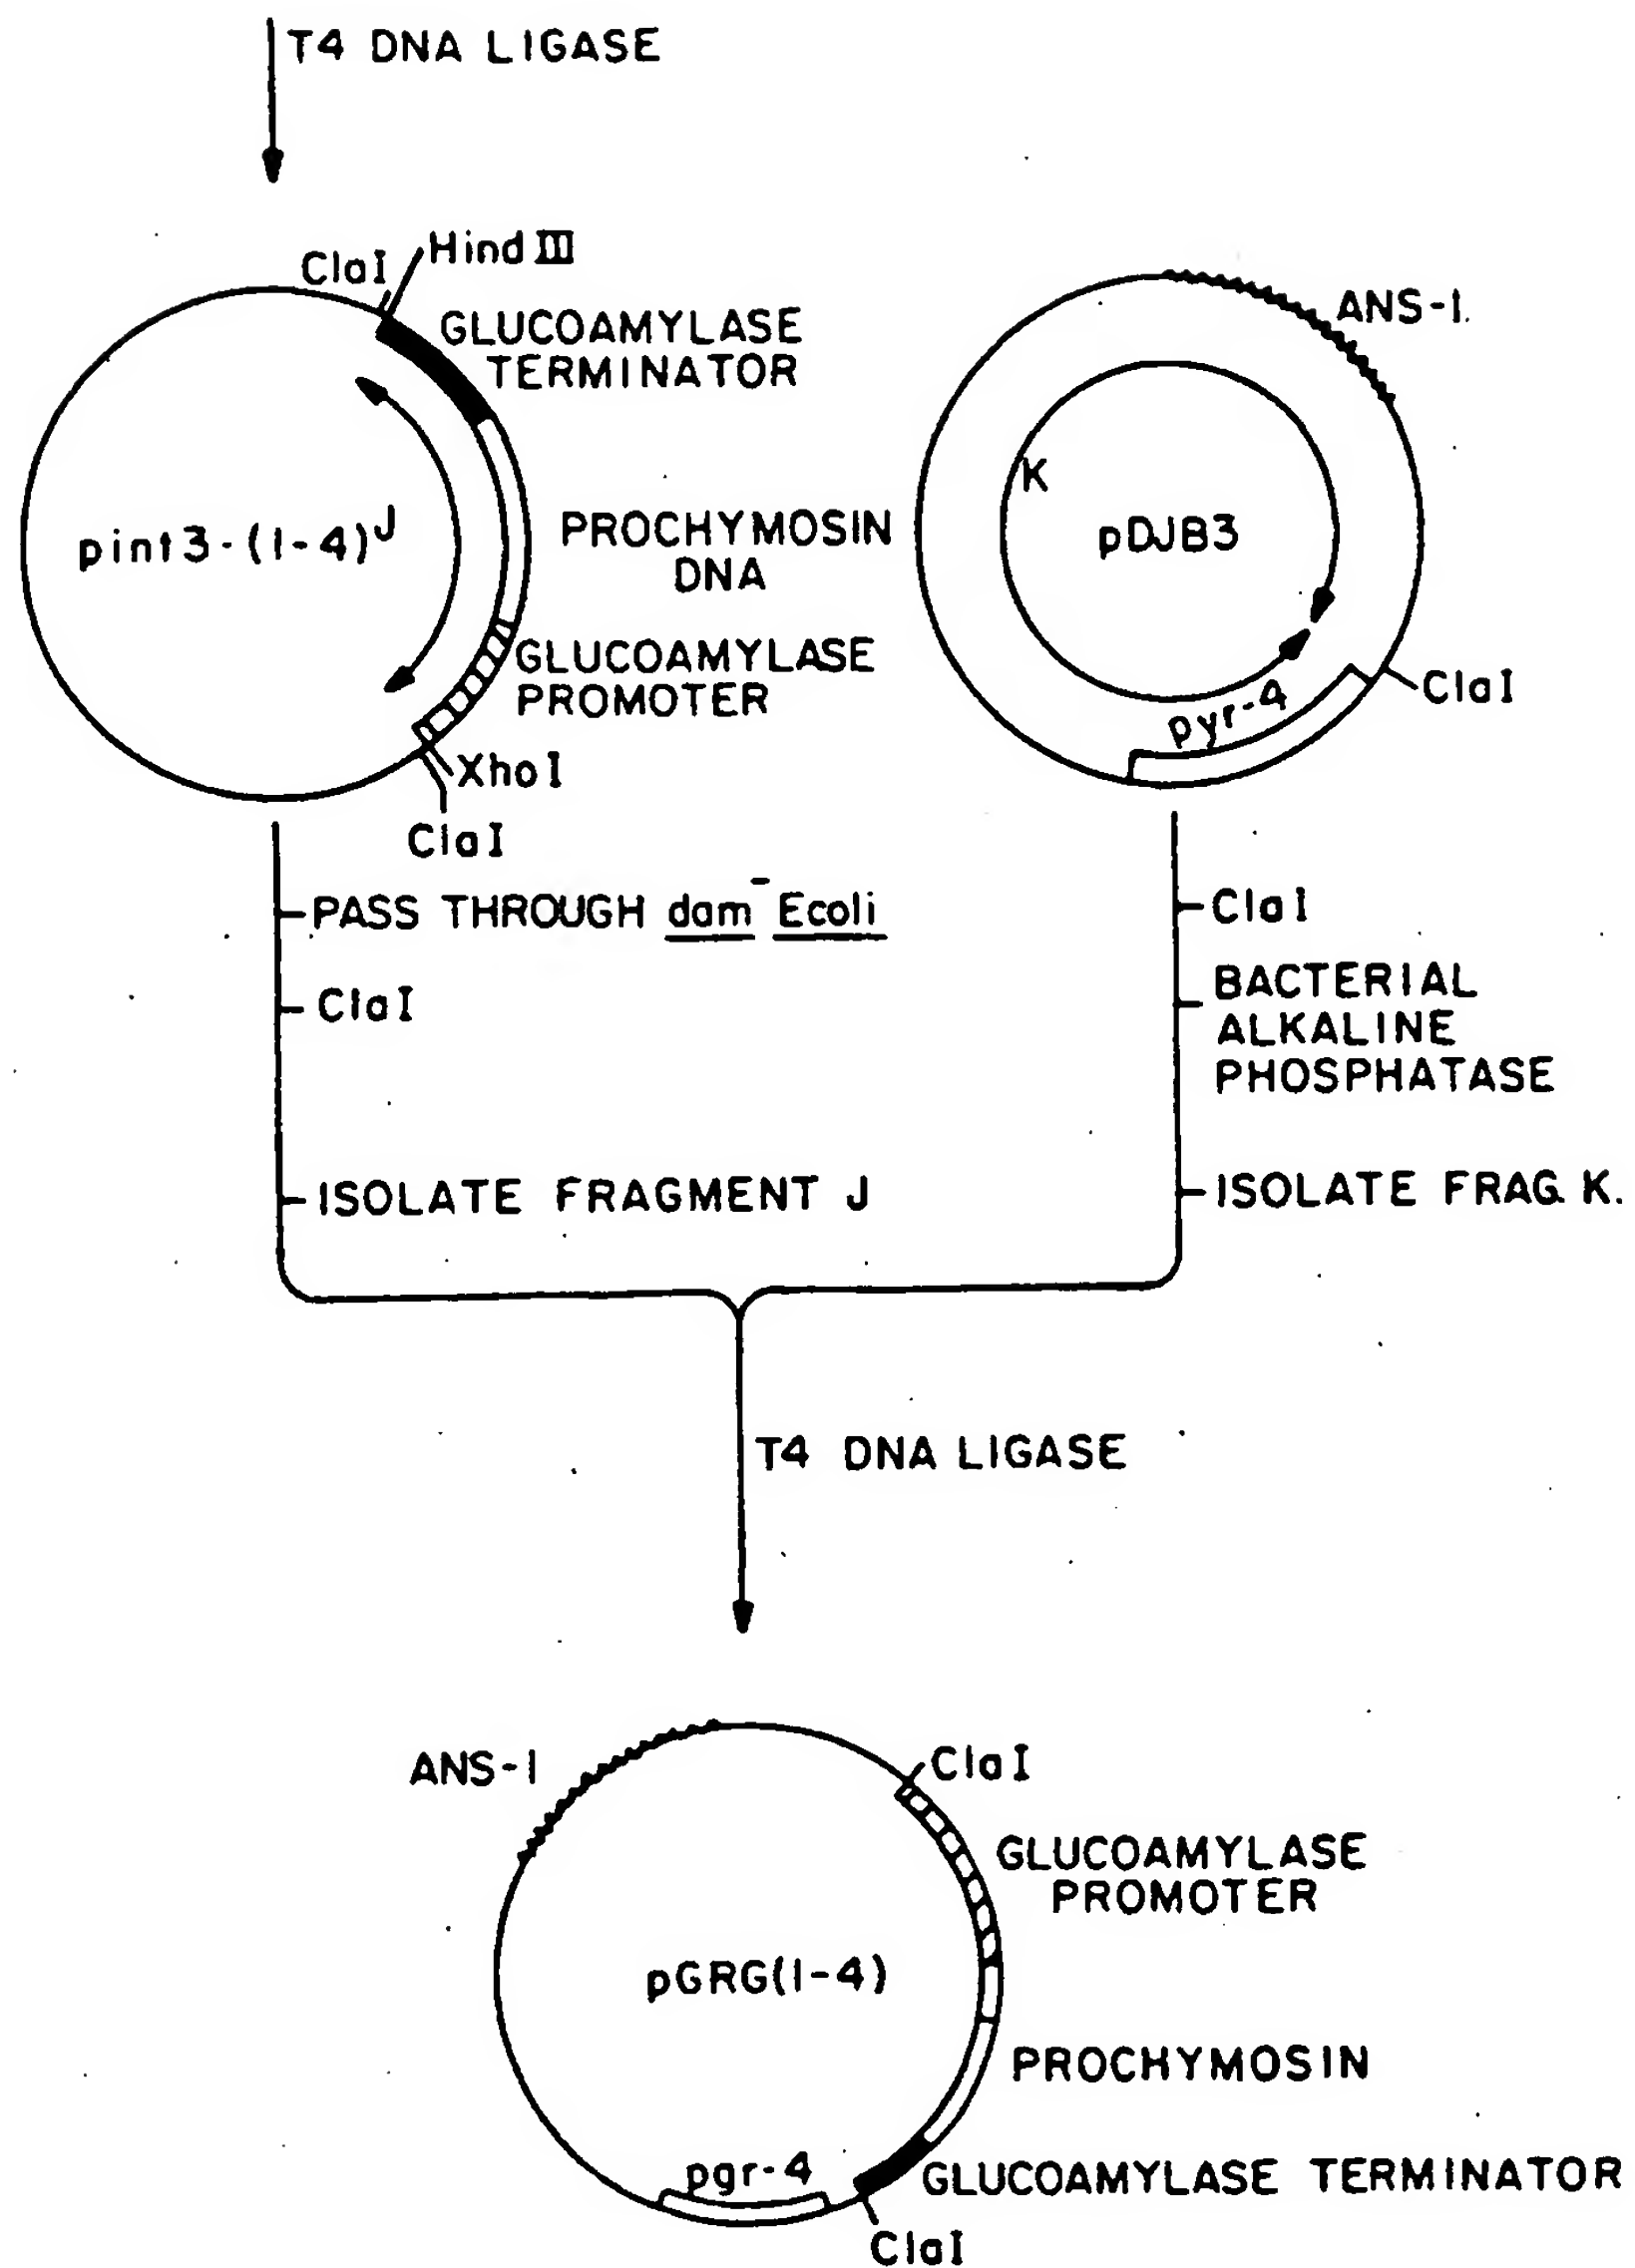 T4 DNA LIGASE
ClaI
Hind III
GLUCOAMYLASE
TERMINATOR
pint3-(1-4)J
PROCHYMOSIN
DNA
GLUCOAMYLASE
PROMOTER
XhoI
ClaI
ANS-1.
K
pDJB3
pyr-4
ClaI
PASS THROUGH dam⁻ Ecoli
ClaI
ISOLATE FRAGMENT J
ClaI
BACTERIAL
ALKALINE
PHOSPHATASE
ISOLATE FRAG. K.
T4 DNA LIGASE
ANS-1
ClaI
GLUCOAMYLASE
PROMOTER
pGRG(1-4)
PROCHYMOSIN
pgr-4
GLUCOAMYLASE TERMINATOR
ClaI